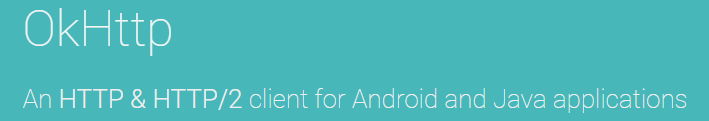 OkHttp
An HTTP & HTTP/2 client for Android and Java applications